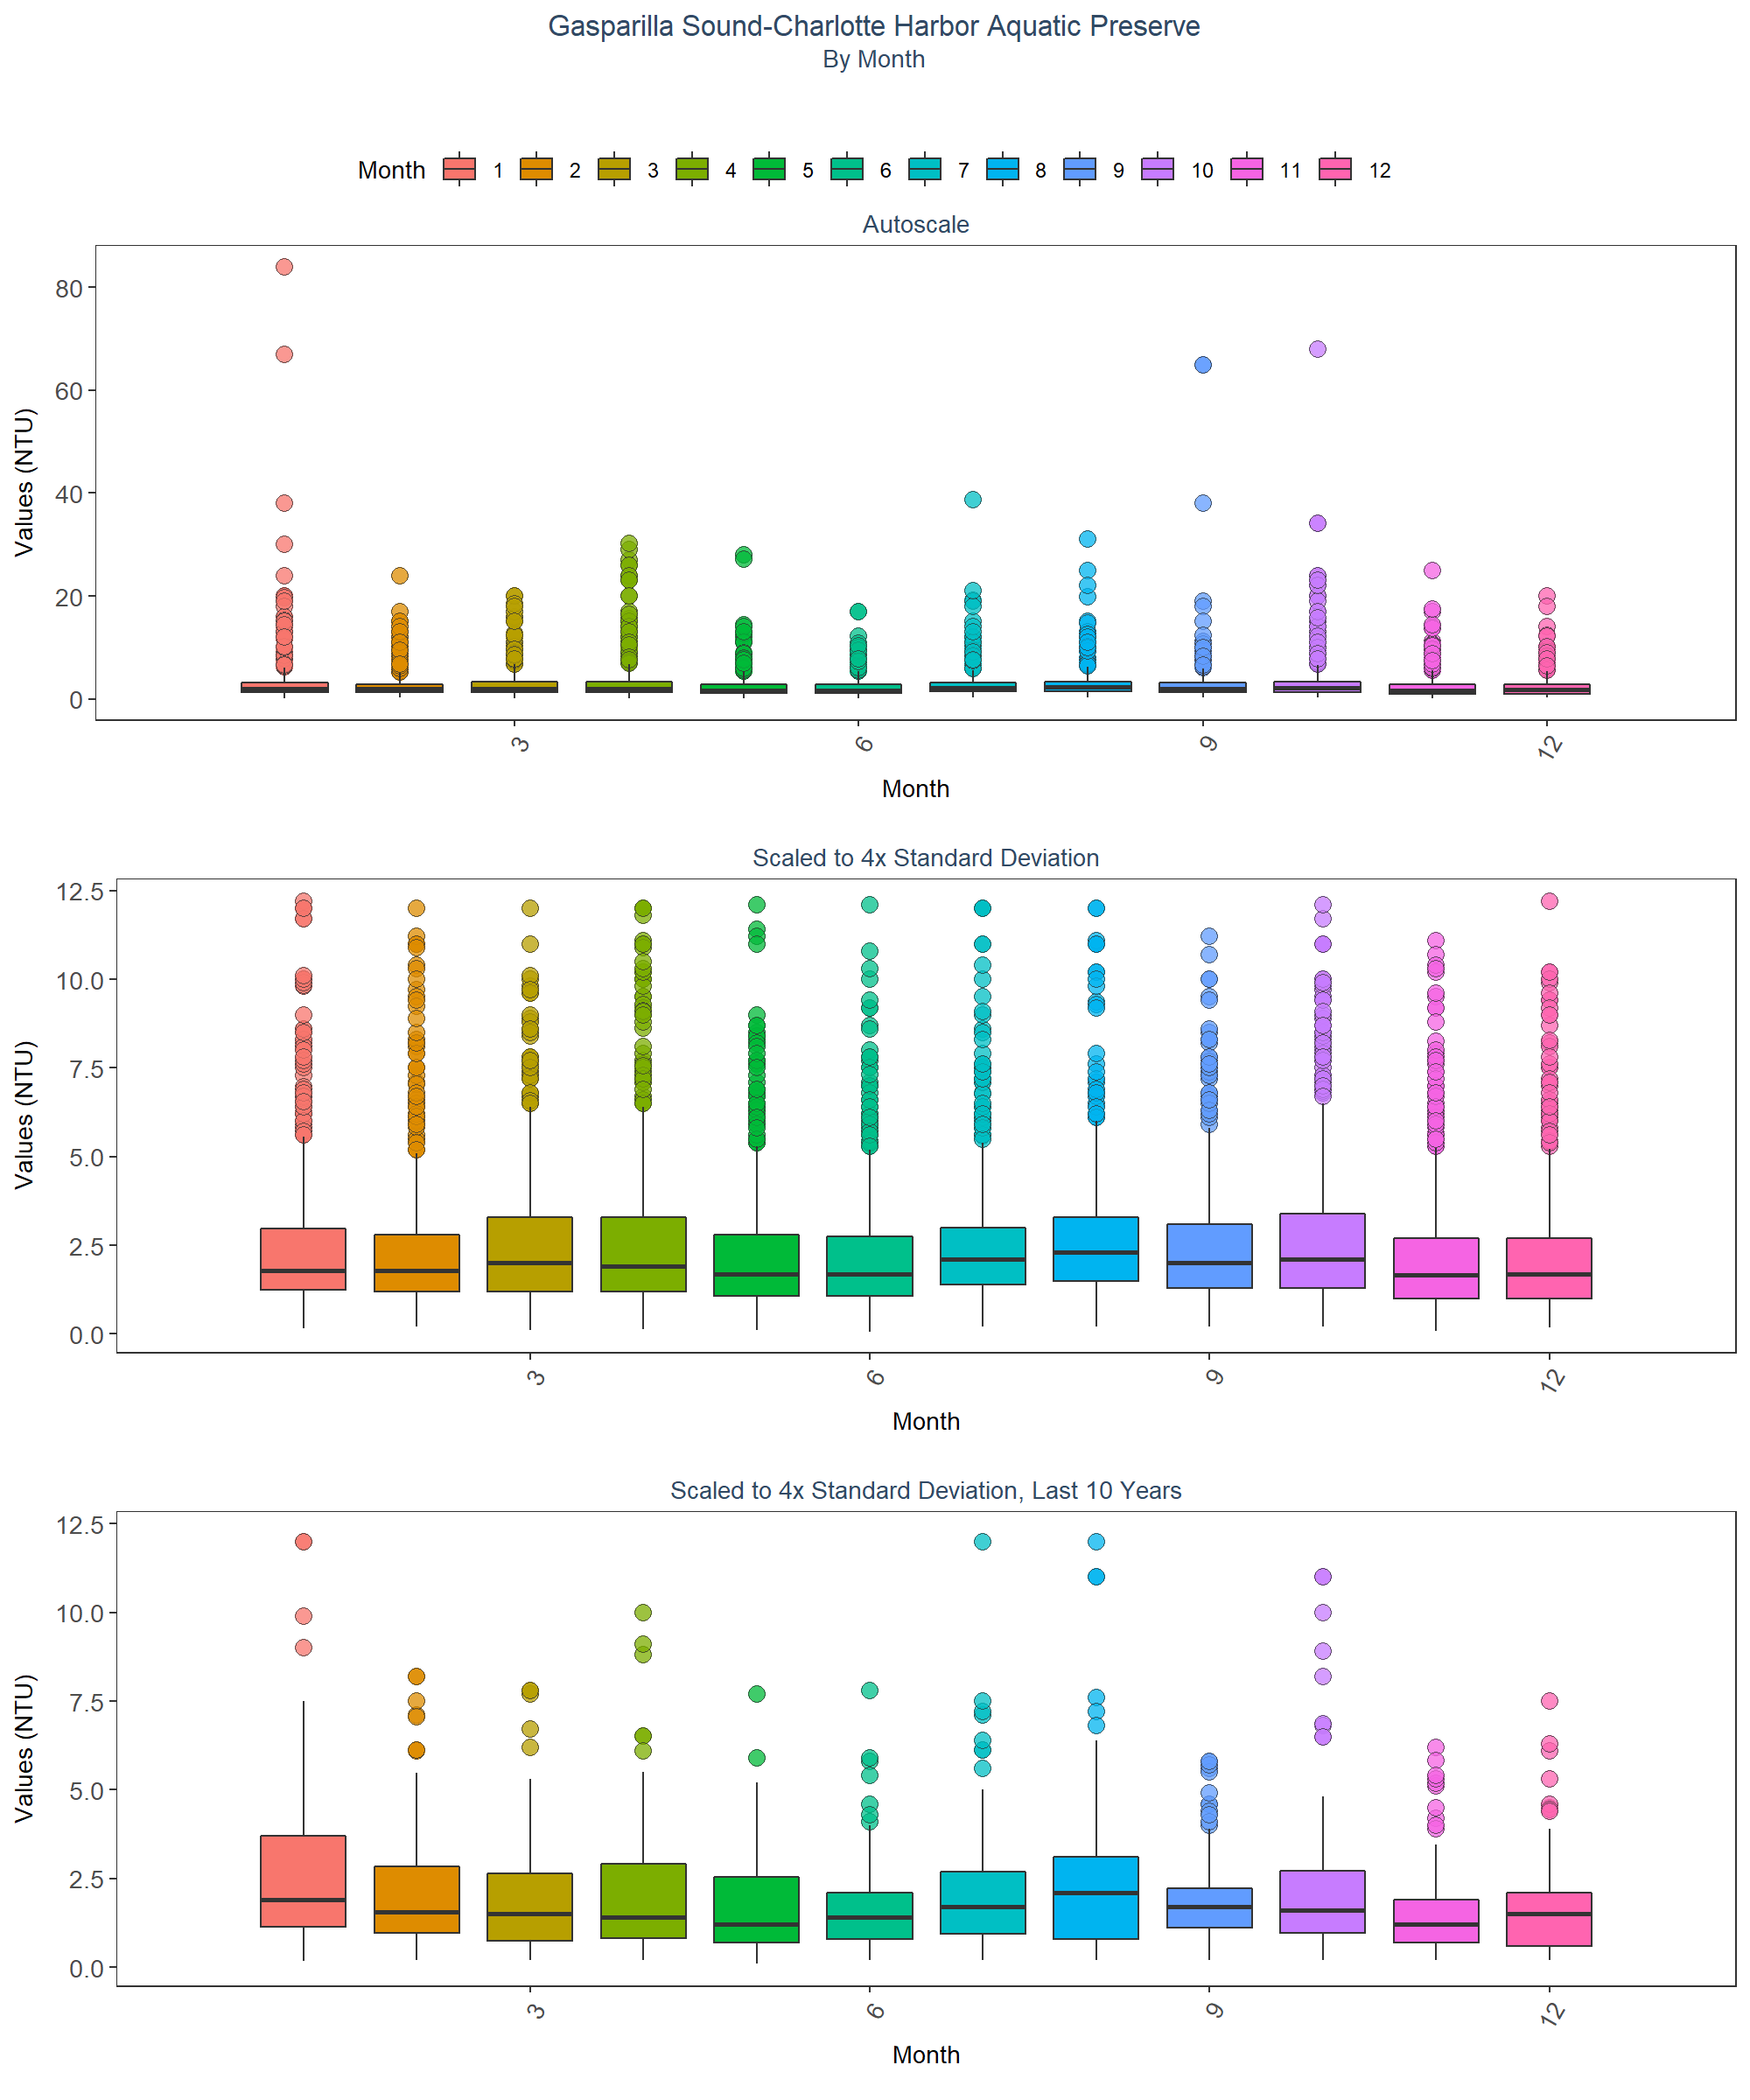 Gasparilla Sound-Charlotte Harbor Aquatic Preserve
By Month
Month 1 2 3 4 5 6 7 8 9 10 11 12
Autoscale
Values (NTU)
80
60
40
20
0
3 6 9 12
Month
Scaled to 4x Standard Deviation
Values (NTU)
12.5
10.0
7.5
5.0
2.5
0.0
3 6 9 12
Month
Scaled to 4x Standard Deviation, Last 10 Years
Values (NTU)
12.5
10.0
7.5
5.0
2.5
0.0
3 6 9 12
Month